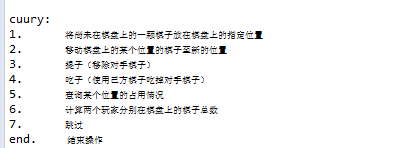 cuury:
1. 将尚未在棋盘上的一颗棋子放在棋盘上的指定位置
2. 移动棋盘上的某个位置的棋子至新的位置
3. 提子（移除对手棋子）
4. 吃子（使用己方棋子吃掉对手棋子）
5. 查询某个位置的占用情况
6. 计算两个玩家分别在棋盘上的棋子总数
7. 跳过
end. 结束操作